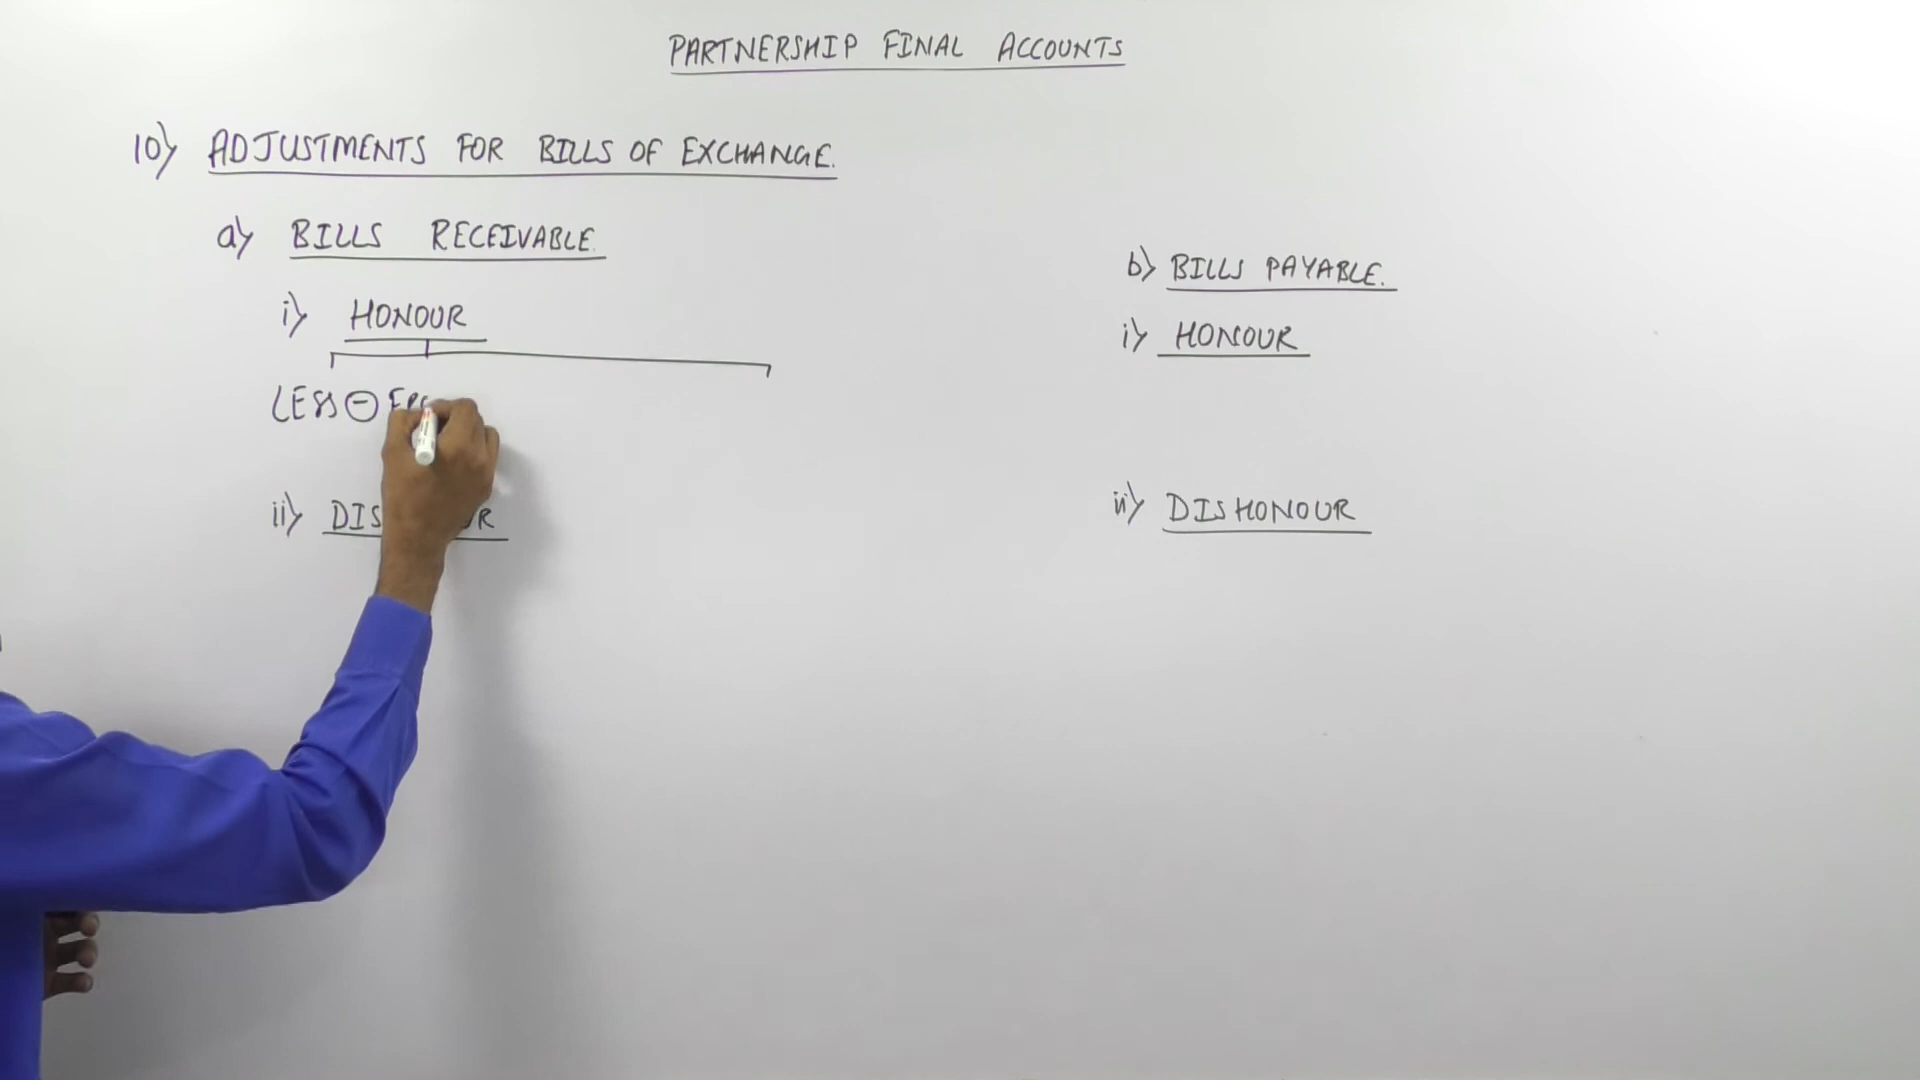 PARTNERSHIP FINAL ACCOUNTS
10) ADJUSTMENTS FOR BILLS OF EXCHANGE.
a) BILLS RECEIVABLE.
i) HONOUR
LESS -
ii)
b) BILLS PAYABLE.
i) HONOUR
ii) DISHONOUR